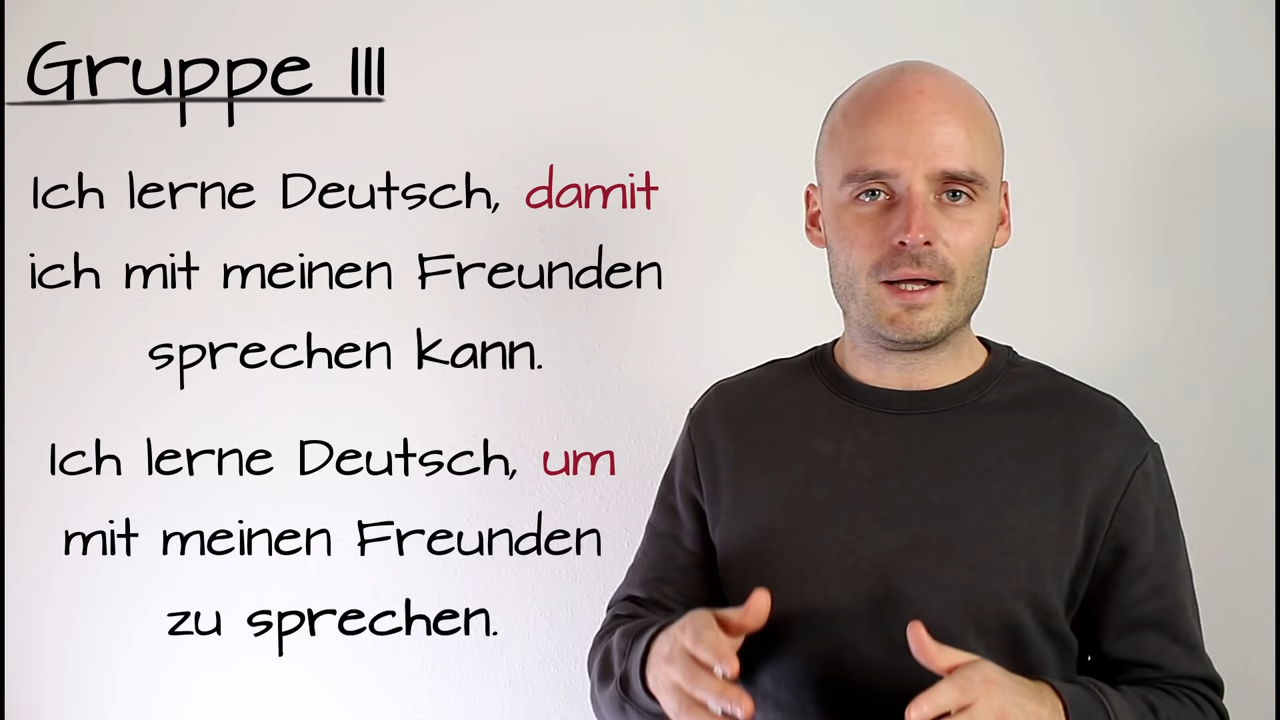 Gruppe III
Ich lerne Deutsch, damit
ich mit meinen Freunden
sprechen kann.
Ich lerne Deutsch, um
mit meinen Freunden
zu sprechen.